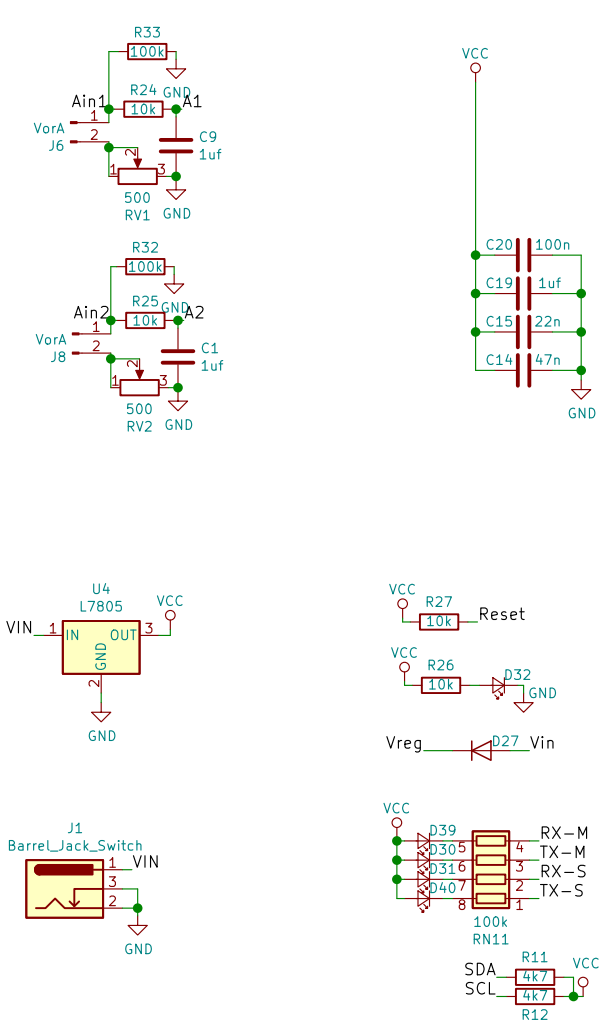 R33
100k
GND
Ain1
R24
A1
10k
1
VorA
J6
2
C9
1uf
2
1
3
500
RV1
GND
R32
100k
GND
Ain2
R25
A2
10k
1
VorA
J8
2
C1
1uf
2
1
3
500
RV2
GND
VCC
C20
100n
C19
1uf
C15
22n
C14
47n
GND
U4
L7805
VCC
VIN
1
IN
OUT
3
GND
2
GND
VCC
R27
Reset
10k
VCC
R26
D32
10k
GND
Vreg
D27
Vin
J1
Barrel_Jack_Switch
1
VIN
3
2
GND
VCC
D39
RX-M
5
4
D30
TX-M
6
3
D31
RX-S
7
2
D40
TX-S
8
1
100k
RN11
R11
SDA
4k7
VCC
SCL
4k7
R12